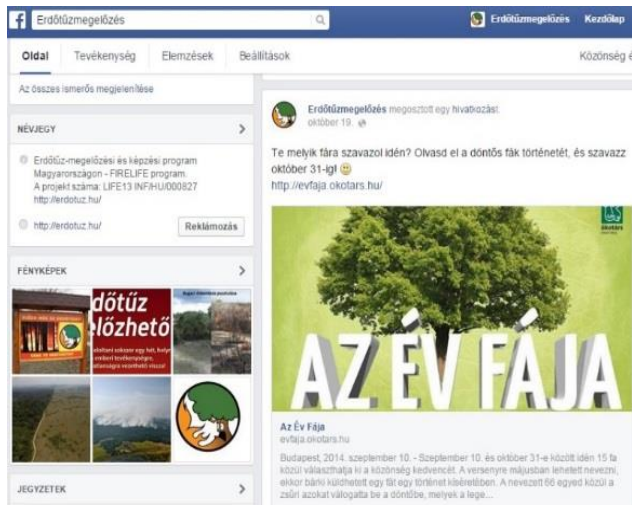 Erdőtűzmegelőzés
Erdőtűzmegelőzés Kezdőlap
Oldal Tevékenység Elemzések Beállítások Közönség é
Az összes ismerős megjelenítése
NÉVJEGY
Erdőtűz-megelőzési és képzési program
Magyarországon - FIRELIFE program.
A projekt száma: LIFE13 INF/HU/000827
http://erdotuz.hu/
http://erdotuz.hu/ Reklámozás
FÉNYKÉPEK
dőtűz
lőzhető
JEGYZETEK
Erdőtűzmegelőzés megosztott egy hivatkozást.
október 19.
Te melyik fára szavazol idén? Olvasd el a döntős fák történetét, és szavazz
október 31-ig!
http://evfaja.okotars.hu/
ökotárs
AZ ÉV FÁJA
Az Év Fája
evfaja.okotars.hu
Budapest, 2014. szeptember 10. - Szeptember 10. és október 31-e között idén 15 fa
közül választhatja ki a közönség kedvencét. A versenyre májusban lehetett nevezni,
ekkor bárki küldhetett egy fát egy történet kíséretében. A nevezett 66 egyed közül a
zsűri azokat válogatta be a döntőbe, melyek a lege...